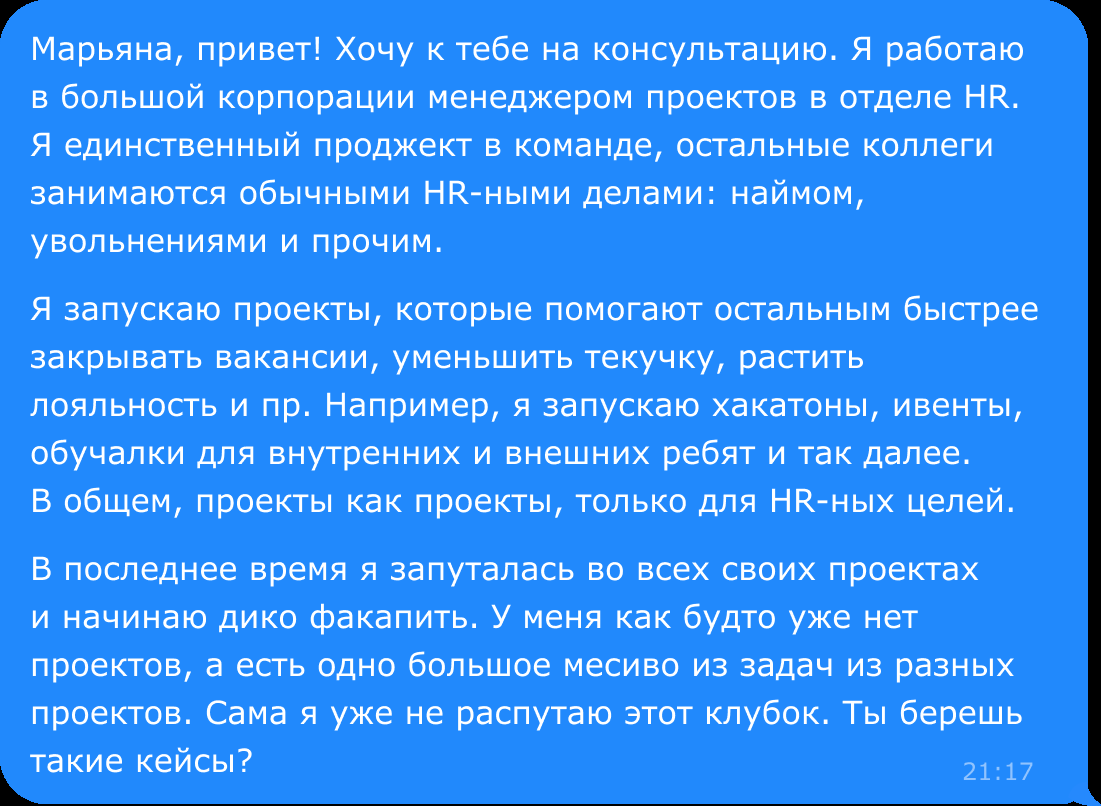 Марьяна, привет! Хочу к тебе на консультацию. Я работаю
в большой корпорации менеджером проектов в отделе HR.
Я единственный проджект в команде, остальные коллеги
занимаются обычными HR-ными делами: наймом,
увольнениями и прочим.
Я запускаю проекты, которые помогают остальным быстрее
закрывать вакансии, уменьшить текучку, растить
лояльность и пр. Например, я запускаю хакатоны, ивенты,
обучалки для внутренних и внешних ребят и так далее.
В общем, проекты как проекты, только для HR-ных целей.
В последнее время я запуталась во всех своих проектах
и начинаю дико факапить. У меня как будто уже нет
проектов, а есть одно большое месиво из задач из разных
проектов. Сама я уже не распутаю этот клубок. Ты берешь
такие кейсы?
21:17